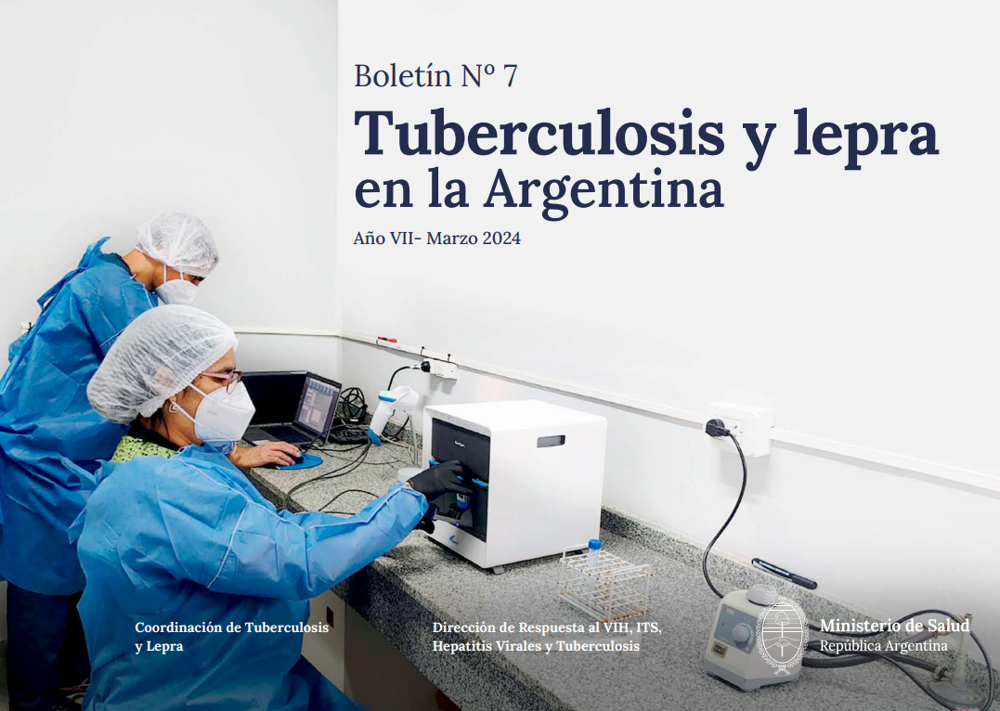 Boletín Nº 7
Tuberculosis y lepra
en la Argentina
Año VII- Marzo 2024
Coordinación de Tuberculosis
y Lepra
Dirección de Respuesta al VIH, ITS,
Hepatitis Virales y Tuberculosis
Ministerio de Salud
República Argentina